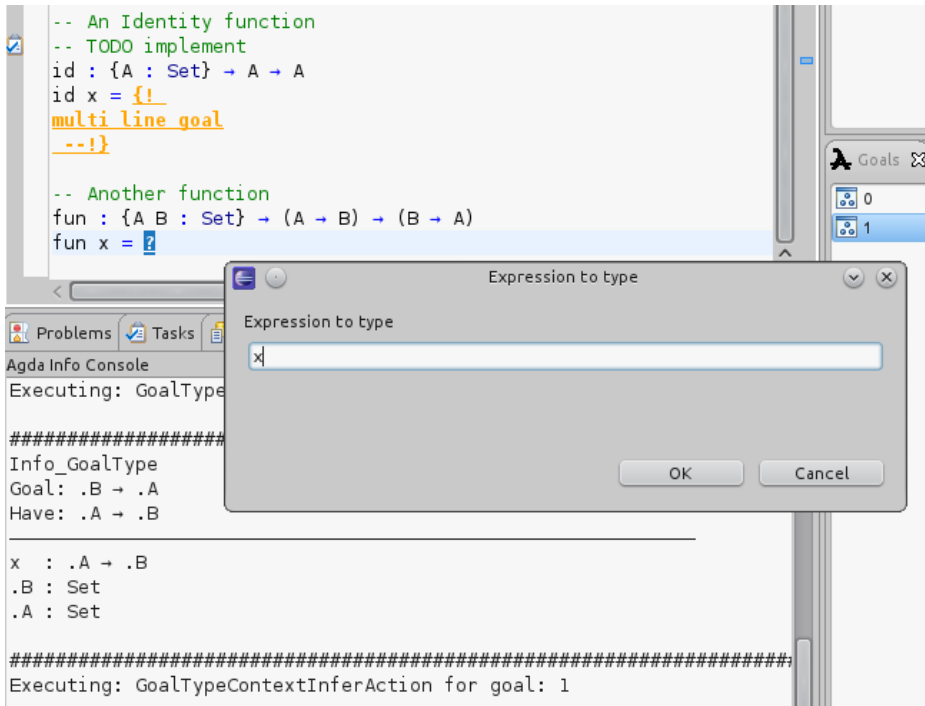 -- An Identity function
-- TODO implement
id : {A : Set} → A → A
id x = {!
multi line goal
--!}
-- Another function
fun : {A B : Set} → (A → B) → (B → A)
fun x = ?
Goals
0
1
Expression to type
Expression to type
x
OK
Cancel
Problems
Tasks
Agda Info Console
Executing: GoalType
######################
Info_GoalType
Goal: .B → .A
Have: .A → .B
x : .A → .B
.B : Set
.A : Set
####################################################################
Executing: GoalTypeContextInferAction for goal: 1